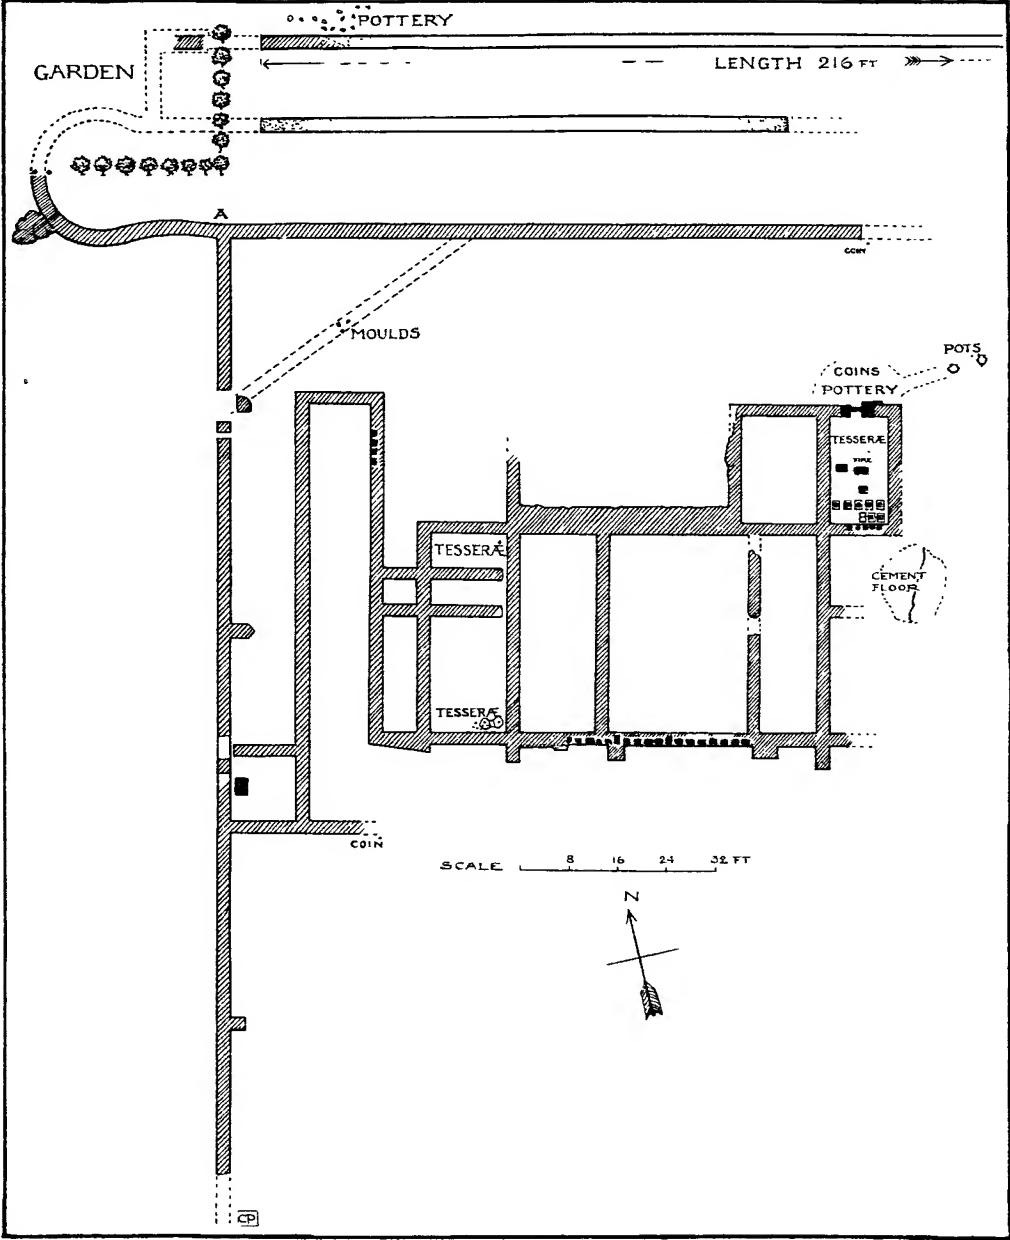 POTTERY
GARDEN
LENGTH 216 FT
A
COIN
MOULDS
POTS
COINS
POTTERY
TESSERÆ
TESSERÆ
CEMENT
FLOOR
TESSERÆ
COIN
SCALE 8 16 24 32 FT
N
CP